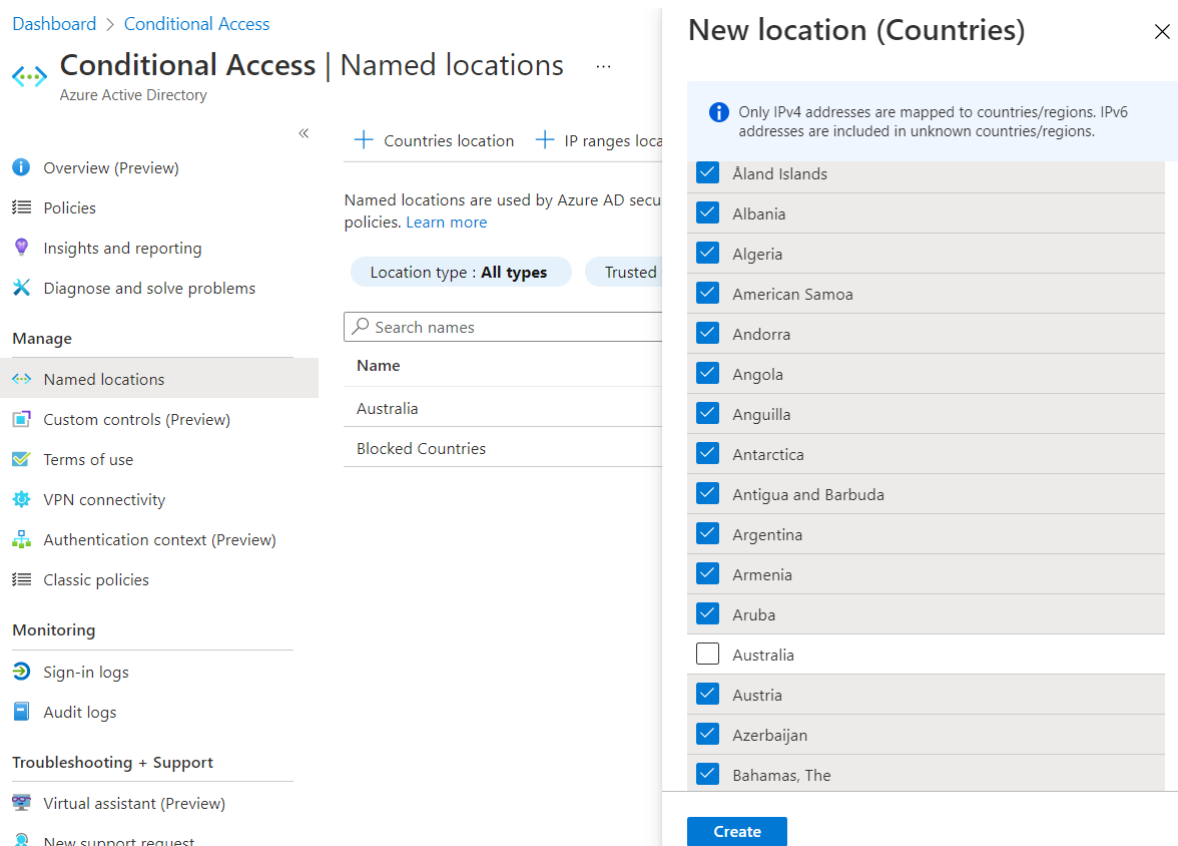 Dashboard > Conditional Access
Conditional Access | Named locations ...
Azure Active Directory
«
Overview (Preview)
Policies
Insights and reporting
Diagnose and solve problems
Manage
Named locations
Custom controls (Preview)
Terms of use
VPN connectivity
Authentication context (Preview)
Classic policies
Monitoring
Sign-in logs
Audit logs
Troubleshooting + Support
Virtual assistant (Preview)
New support request
+ Countries location + IP ranges loca
Named locations are used by Azure AD secu
policies. Learn more
Location type : All types Trusted
Search names
Name
Australia
Blocked Countries
New location (Countries)
Only IPv4 addresses are mapped to countries/regions. IPv6
addresses are included in unknown countries/regions.
Åland Islands
Albania
Algeria
American Samoa
Andorra
Angola
Anguilla
Antarctica
Antigua and Barbuda
Argentina
Armenia
Aruba
Australia
Austria
Azerbaijan
Bahamas, The
Create